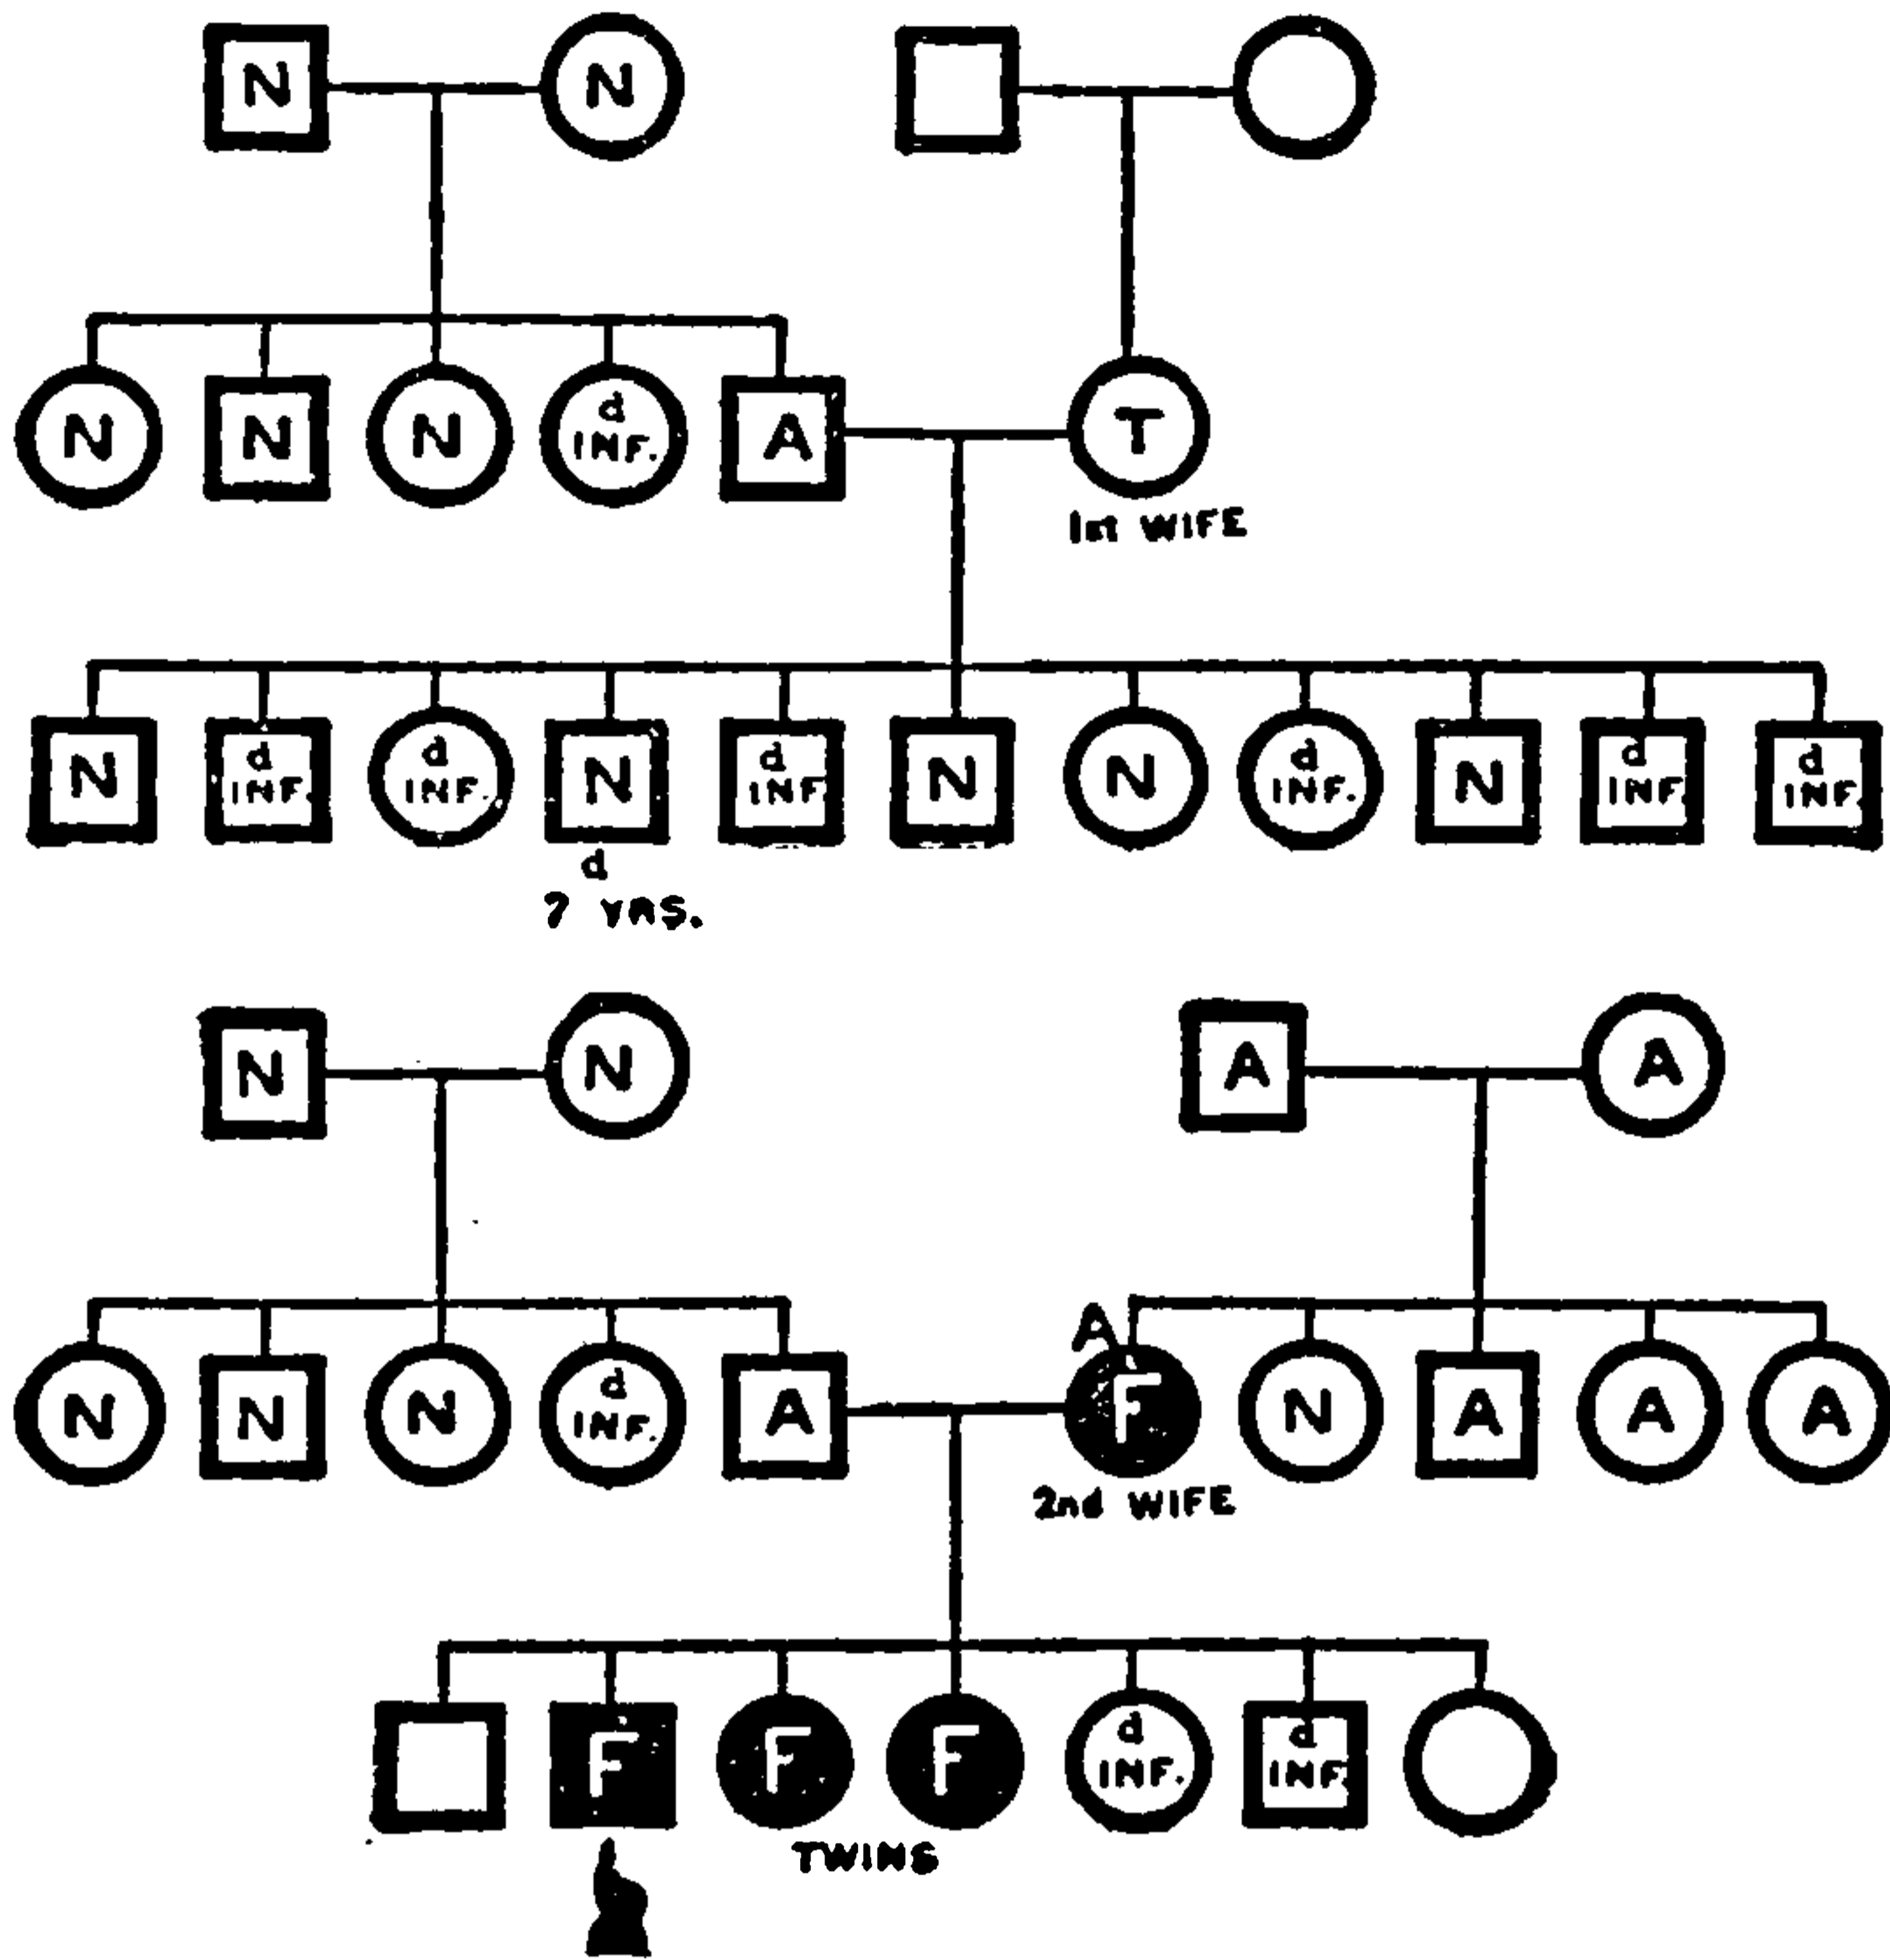 N N
N N N d A T
INF.
1st WIFE
N d d N d N N d N d d
INF. INF. INF. INF. INF. INF.
d
7 YRS.
N N A A
A
N N N d A F N A A A
INF.
2nd WIFE
F F F d d
INF. INF.
TWINS